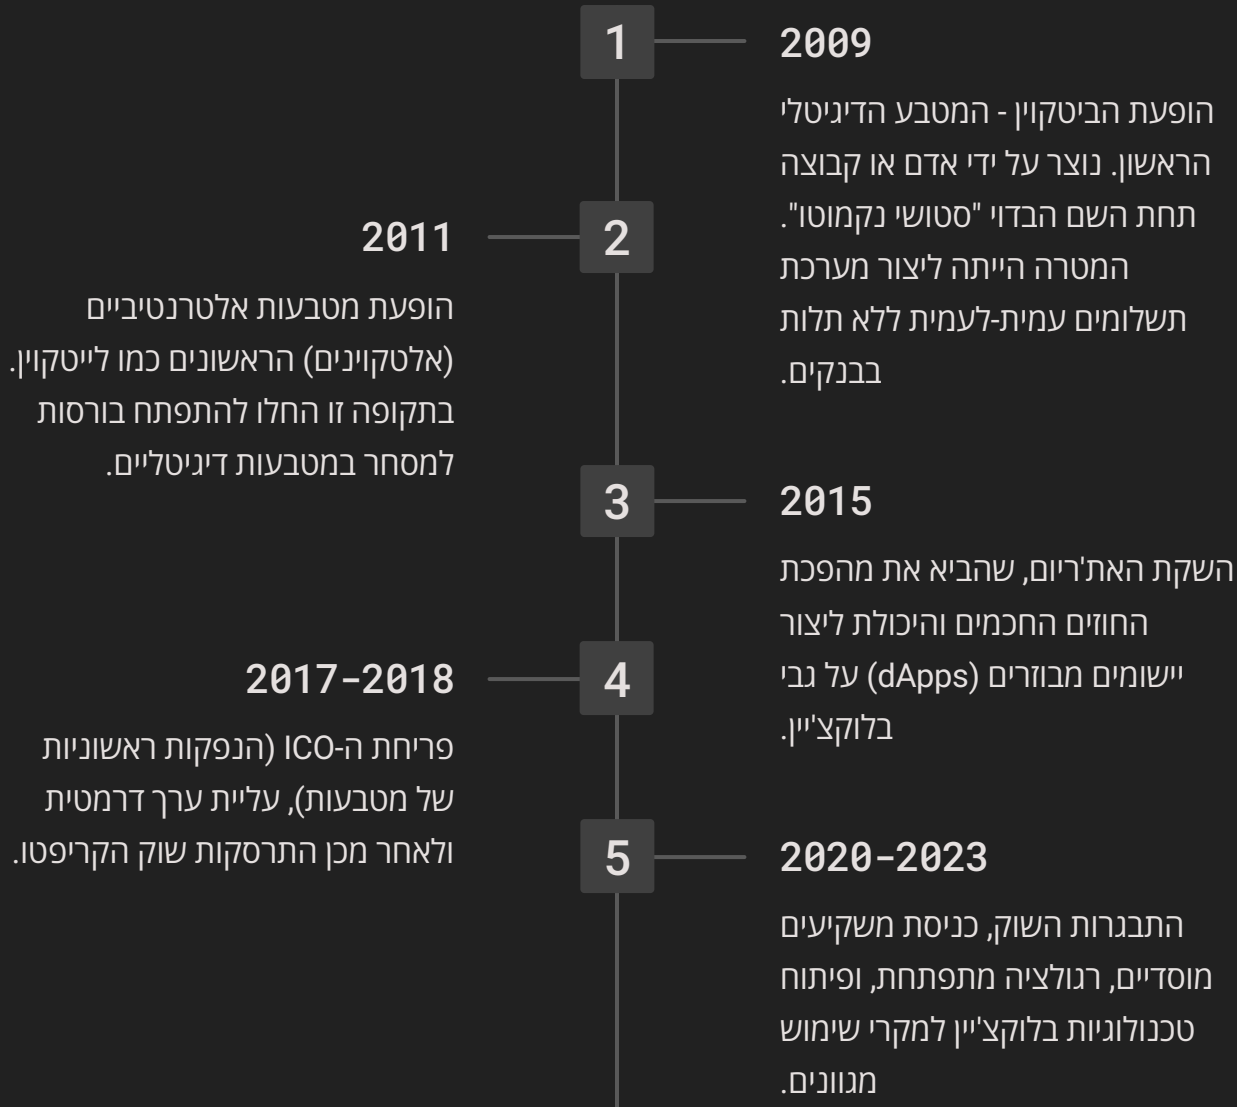 1
2009
הופעת הביטקוין - המטבע הדיגיטלי
הראשון. נוצר על ידי אדם או קבוצה
תחת השם הבדוי "סטושי נקמוטו".
המטרה הייתה ליצור מערכת
תשלומים עמית-לעמית ללא תלות
בבנקים.
2
2011
הופעת מטבעות אלטרנטיביים
(אלטקוינים) הראשונים כמו לייטקוין.
בתקופה זו החלו להתפתח בורסות
למסחר במטבעות דיגיטליים.
3
2015
השקת האת'ריום, שהביא את מהפכת
החוזים החכמים והיכולת ליצור
יישומים מבוזרים (dApps) על גבי
בלוקצ'יין.
4
2017-2018
פריחת ה-ICO (הנפקות ראשוניות
של מטבעות), עליית ערך דרמטית
ולאחר מכן התרסקות שוק הקריפטו.
5
2020-2023
התבגרות השוק, כניסת משקיעים
מוסדיים, רגולציה מתפתחת, ופיתוח
טכנולוגיות בלוקצ'יין למקרי שימוש
מגוונים.